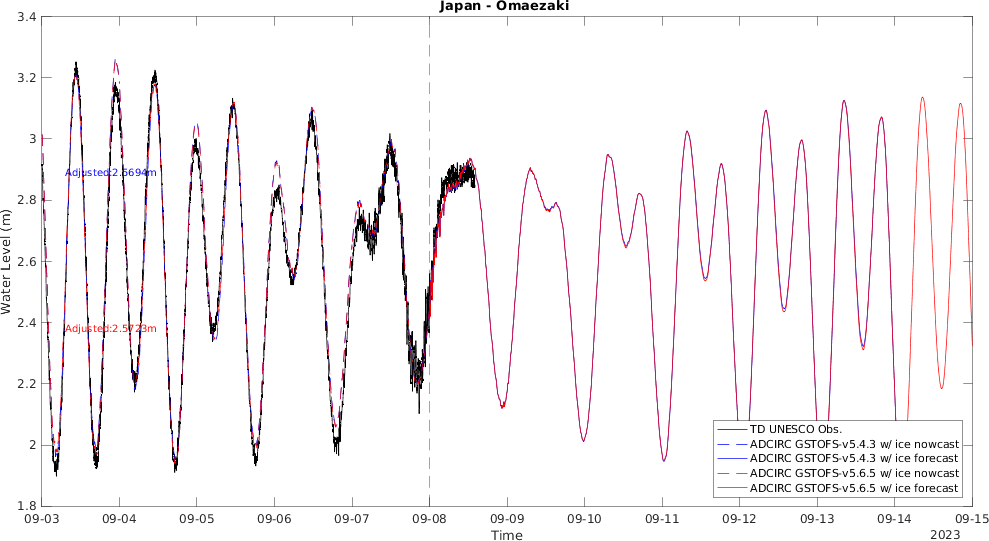 Japan - Omaezaki
3.4
3.2
3
2.8
2.6
2.4
2.2
2
1.8
Water Level (m)
Adjusted:2.5694m
Adjusted:2.5723m
TD UNESCO Obs.
ADCIRC GSTOFS-v5.4.3 w/ ice nowcast
ADCIRC GSTOFS-v5.4.3 w/ ice forecast
ADCIRC GSTOFS-v5.6.5 w/ ice nowcast
ADCIRC GSTOFS-v5.6.5 w/ ice forecast
09-03 09-04 09-05 09-06 09-07 09-08 09-09 09-10 09-11 09-12 09-13 09-14 09-15
Time
2023